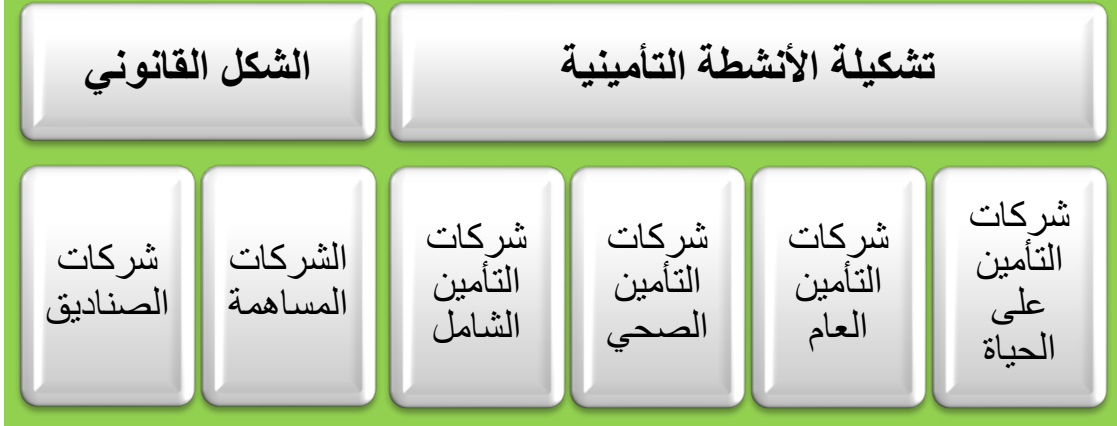 تشكيلة الأنشطة التأمينية
الشكل القانوني
شركات
التأمين
على
الحياة
شركات
التأمين
العام
شركات
التأمين
الصحي
شركات
التأمين
الشامل
الشركات
المساهمة
شركات
الصناديق